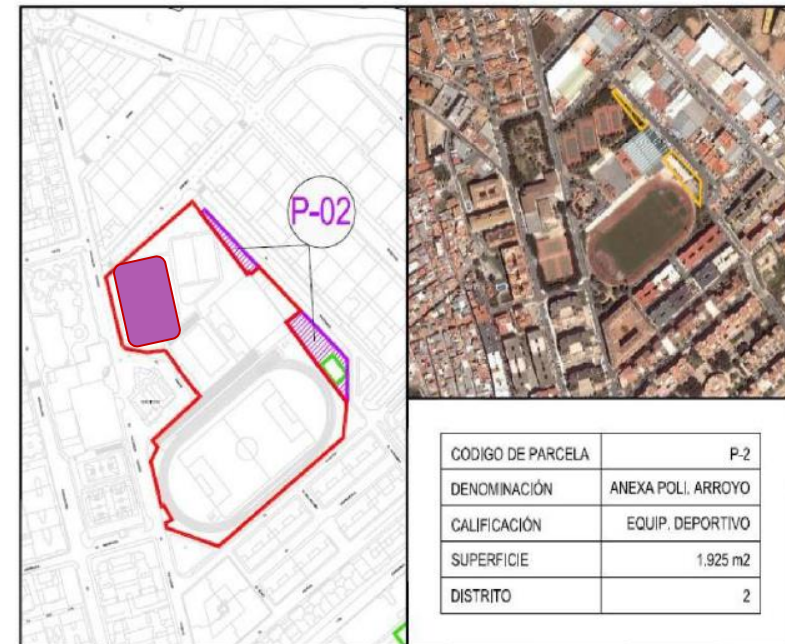 P-02
CODIGO DE PARCELA P-2
DENOMINACIÓN ANEXA POLI. ARROYO
CALIFICACIÓN EQUIP. DEPORTIVO
SUPERFICIE 1.925 m2
DISTRITO 2